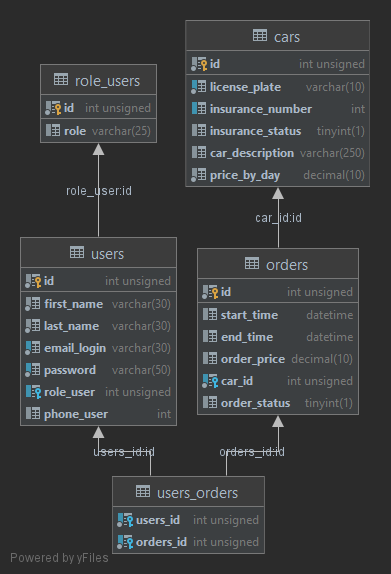 cars
id int unsigned
license_plate varchar(10)
insurance_number int
insurance_status tinyint(1)
car_description varchar(250)
price_by_day decimal(10)
role_users
id int unsigned
role varchar(25)
role_user:id
car_id:id
users
id int unsigned
first_name varchar(30)
last_name varchar(30)
email_login varchar(30)
password varchar(50)
role_user int unsigned
phone_user int
orders
id int unsigned
start_time datetime
end_time datetime
order_price decimal(10)
car_id int unsigned
order_status tinyint(1)
users_id:id
orders_id:id
users_orders
users_id int unsigned
orders_id int unsigned
Powered by yFiles